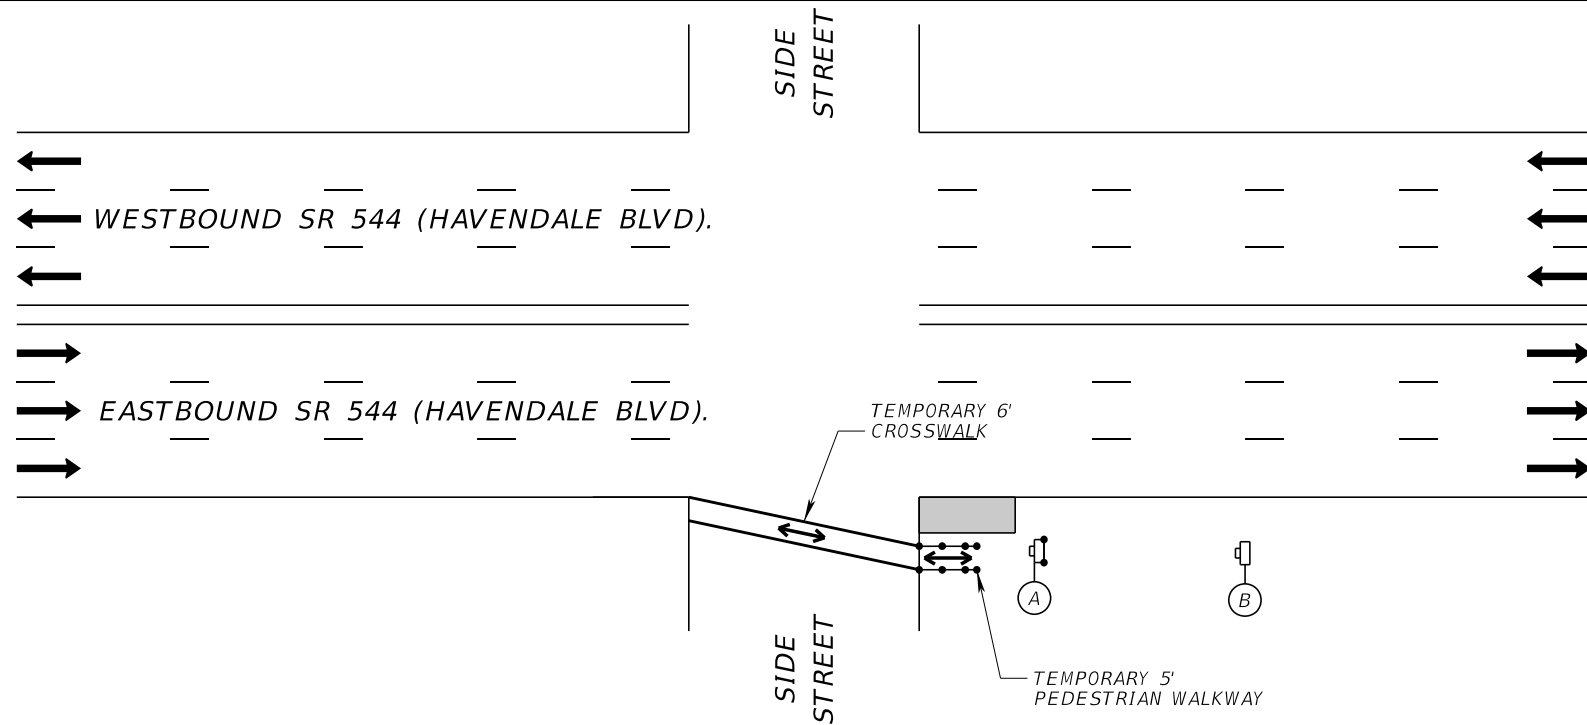 SIDE
STREET
WESTBOUND SR 544 (HAVENDALE BLVD).
EASTBOUND SR 544 (HAVENDALE BLVD).
TEMPORARY 6'
CROSSWALK
A
B
SIDE
STREET
TEMPORARY 5'
PEDESTRIAN WALKWAY